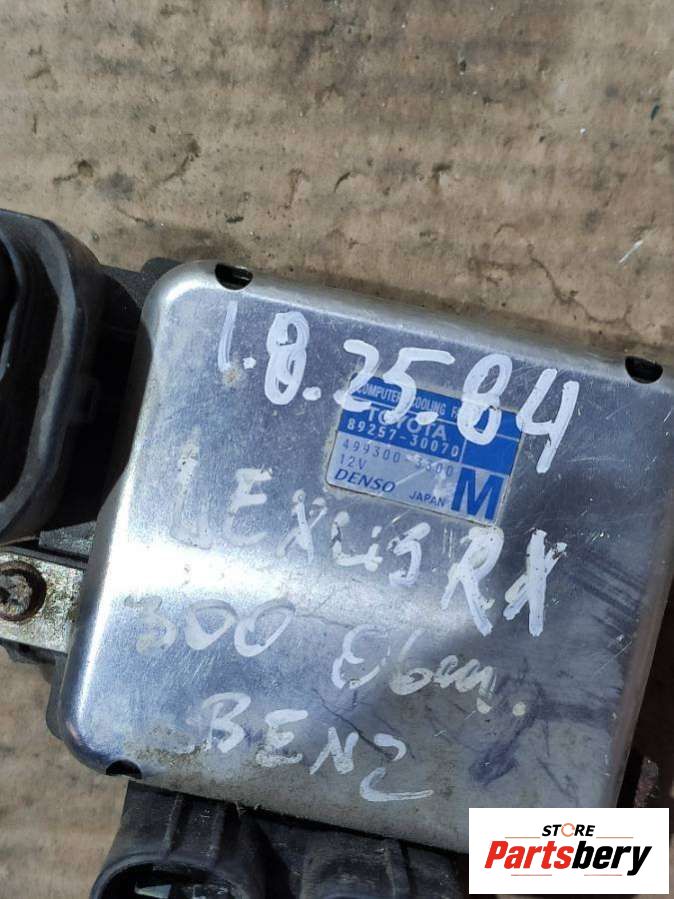 1.8.25.84
COMPUTER, COOLING F
TOYOTA
89257-30070
499300-3300
12V
DENSO JAPAN M
LEXUS RX
300
BENZ
STORE
Partsbery